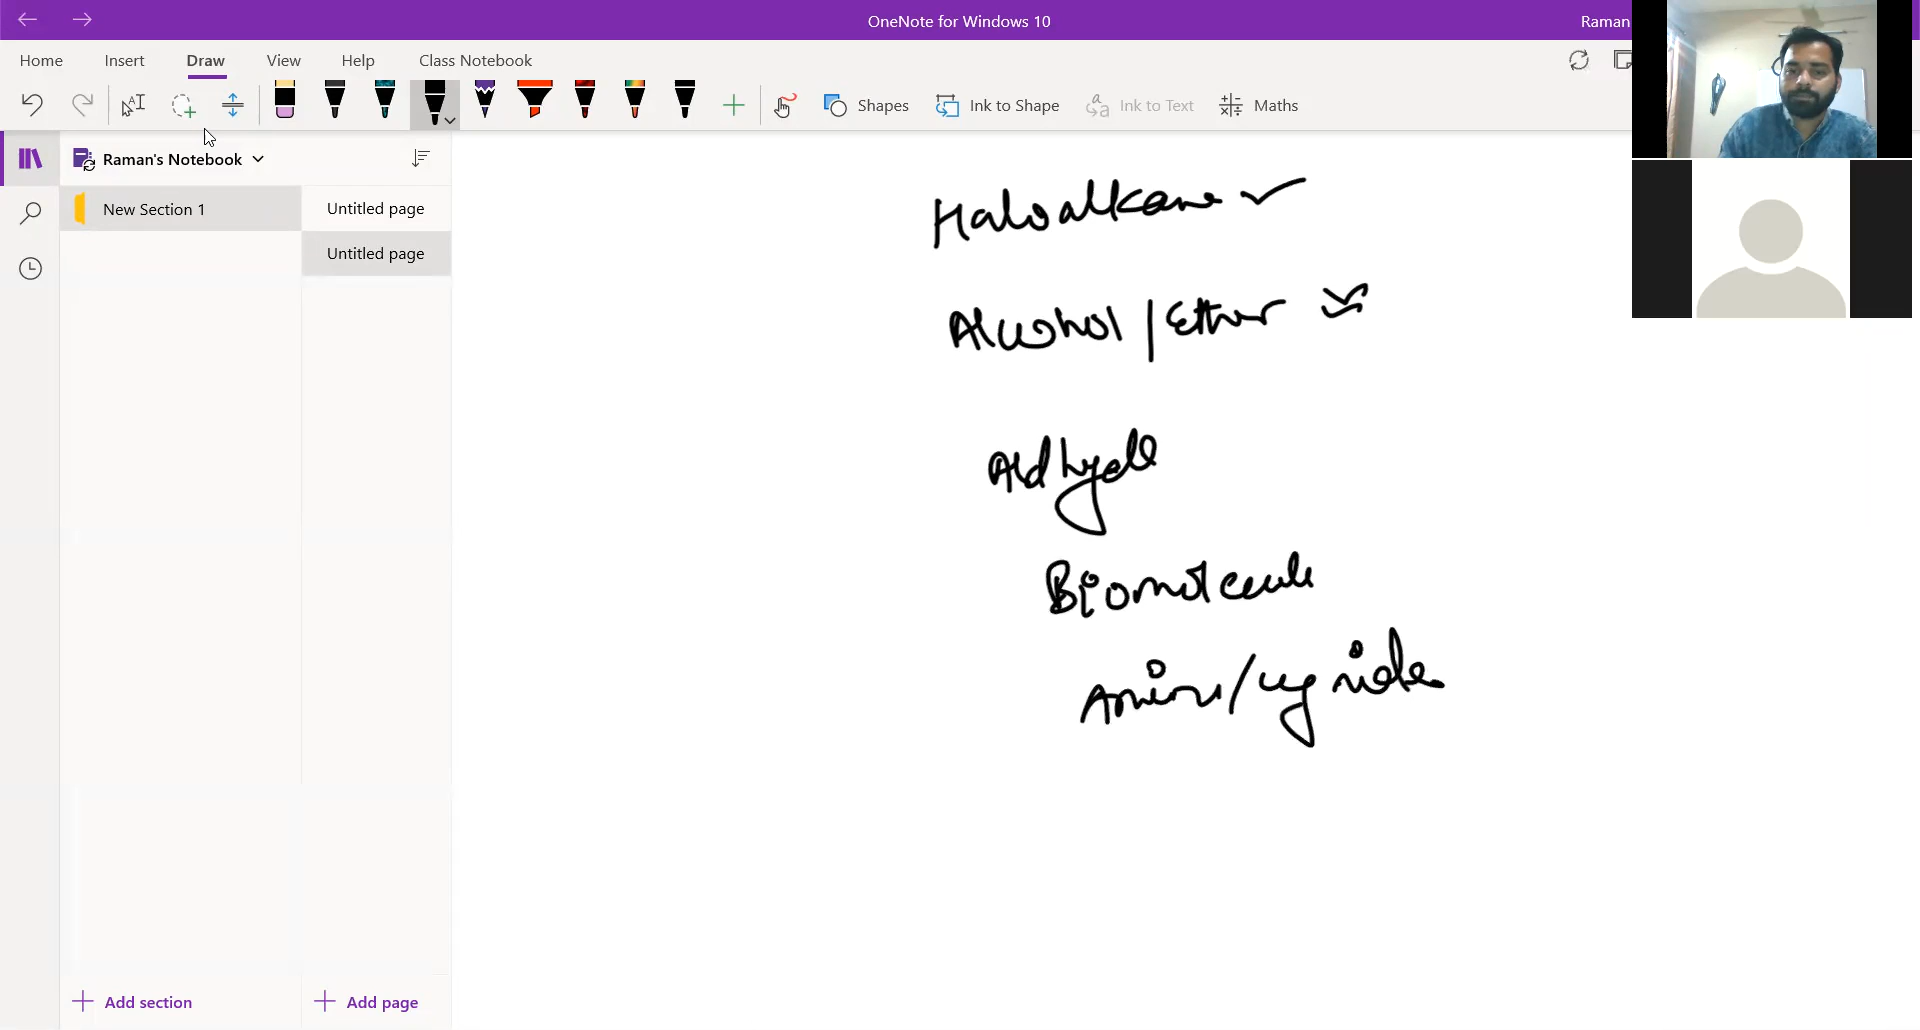 OneNote for Windows 10
Raman
Home Insert Draw View Help Class Notebook
Shapes Ink to Shape Ink to Text Maths
Raman's Notebook
New Section 1
Untitled page
Untitled page
Haloalkane
Alcohol / Ether
Aldhyde
Biomolecule
Amine /
Add section
Add page